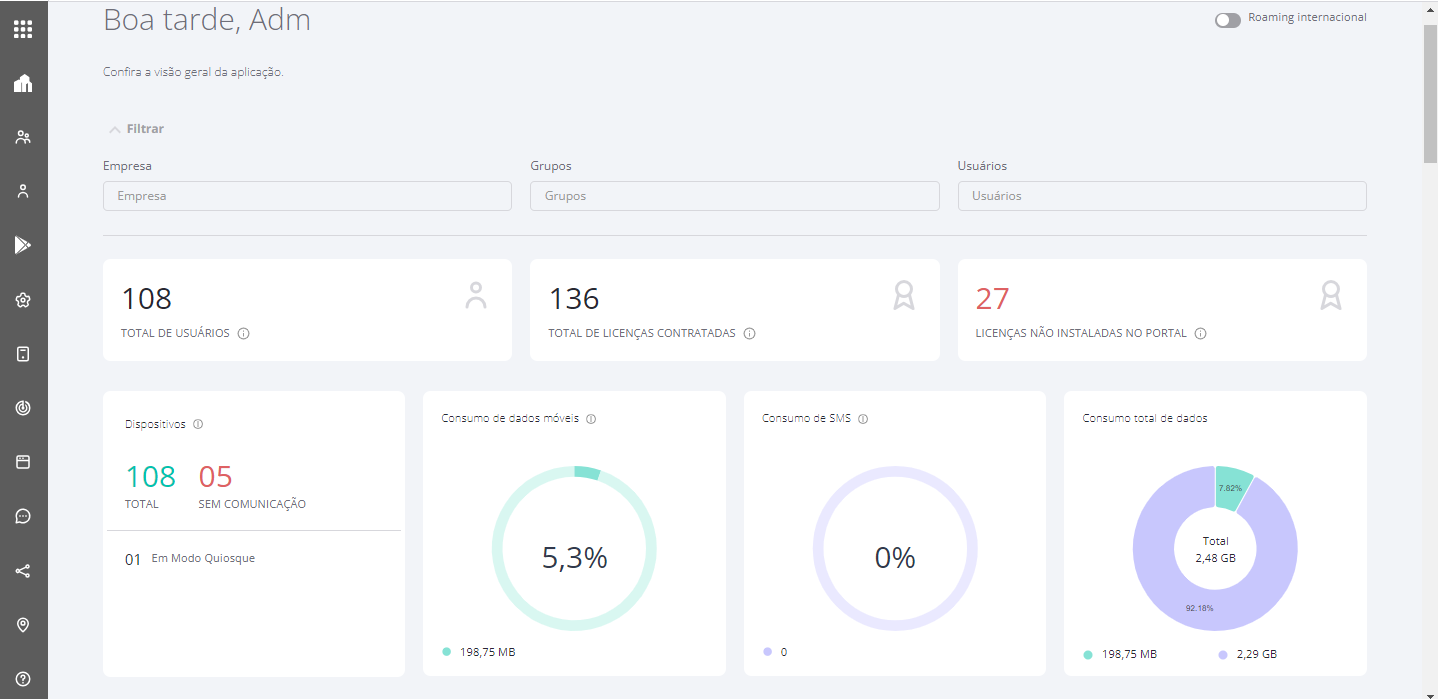 Boa tarde, Adm
Roaming internacional
Confira a visão geral da aplicação.
Filtrar
Empresa
Grupos
Usuários
Empresa
Grupos
Usuários
108
TOTAL DE USUÁRIOS
136
TOTAL DE LICENÇAS CONTRATADAS
27
LICENÇAS NÃO INSTALADAS NO PORTAL
Dispositivos
108
TOTAL
05
SEM COMUNICAÇÃO
01 Em Modo Quiosque
Consumo de dados móveis
5,3%
198,75 MB
Consumo de SMS
0%
0
Consumo total de dados
7.82%
Total
2,48 GB
92.18%
198,75 MB
2,29 GB